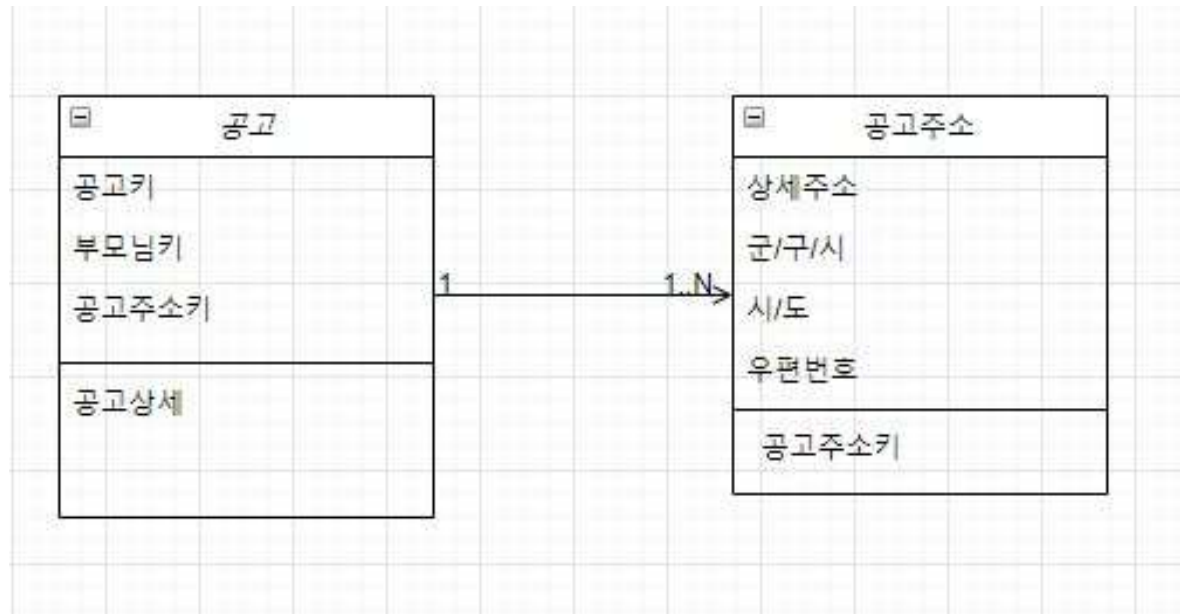 공고
공고키
부모님키
공고주소키
공고상세
1
1..N
공고주소
상세주소
군/구/시
시/도
우편번호
공고주소키